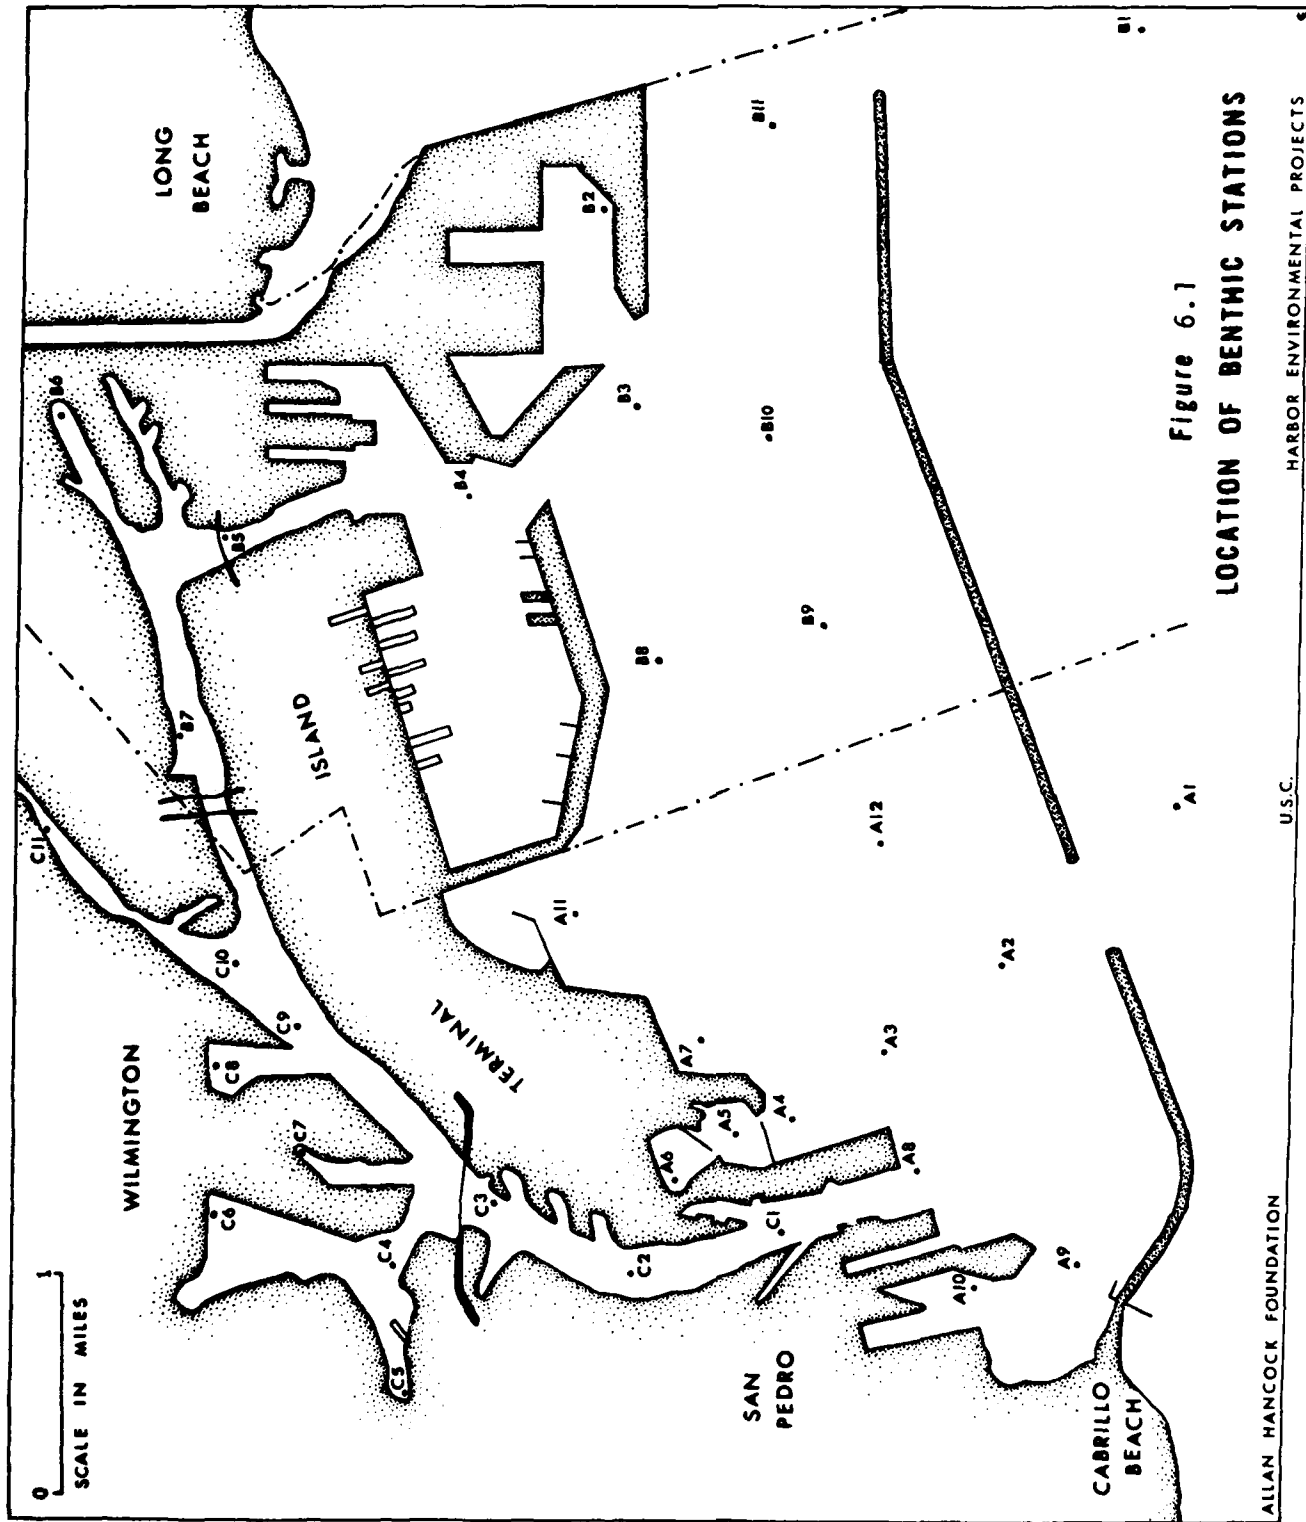 0 1
SCALE IN MILES
WILMINGTON
LONG
BEACH
TERMINAL
ISLAND
SAN
PEDRO
CABRILLO
BEACH
C1
C2
C3
C4
C5
C6
C7
C8
C9
C10
C11
B1
B2
B3
B4
B5
B6
B7
B8
B9
B10
B11
A1
A2
A3
A4
A5
A6
A7
A8
A9
A10
A11
A12
Figure 6.1
LOCATION OF BENTHIC STATIONS
ALLAN HANCOCK FOUNDATION
U.S.C.
HARBOR ENVIRONMENTAL PROJECTS